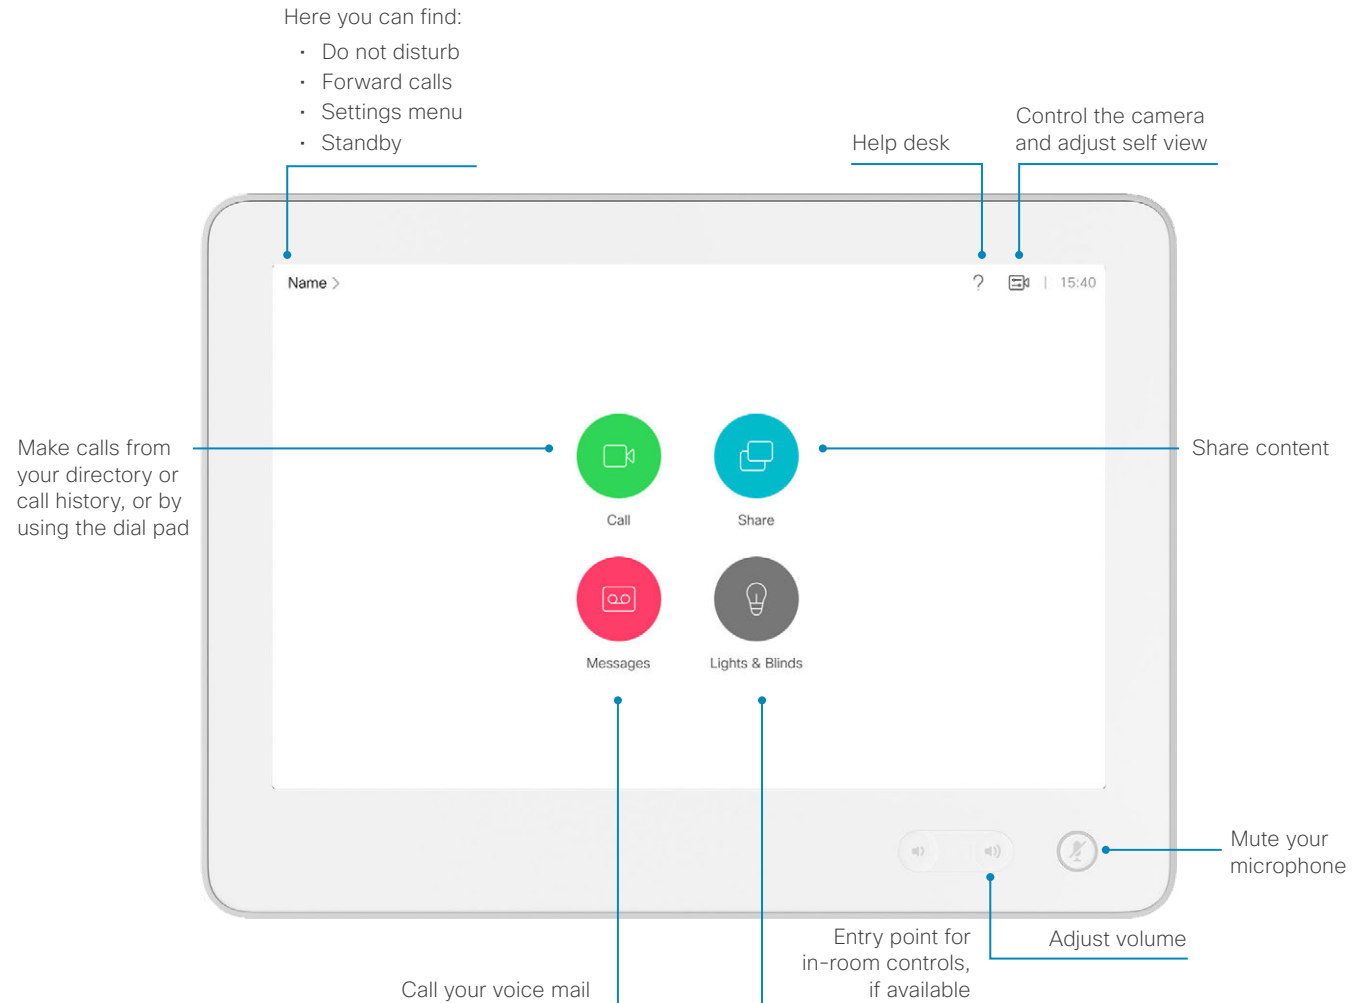 Here you can find:
• Do not disturb
• Forward calls
• Settings menu
• Standby
Help desk
Control the camera
and adjust self view
Name >
?
15:40
Make calls from
your directory or
call history, or by
using the dial pad
Share content
Call
Share
Messages
Lights & Blinds
Mute your
microphone
Adjust volume
Entry point for
in-room controls,
if available
Call your voice mail